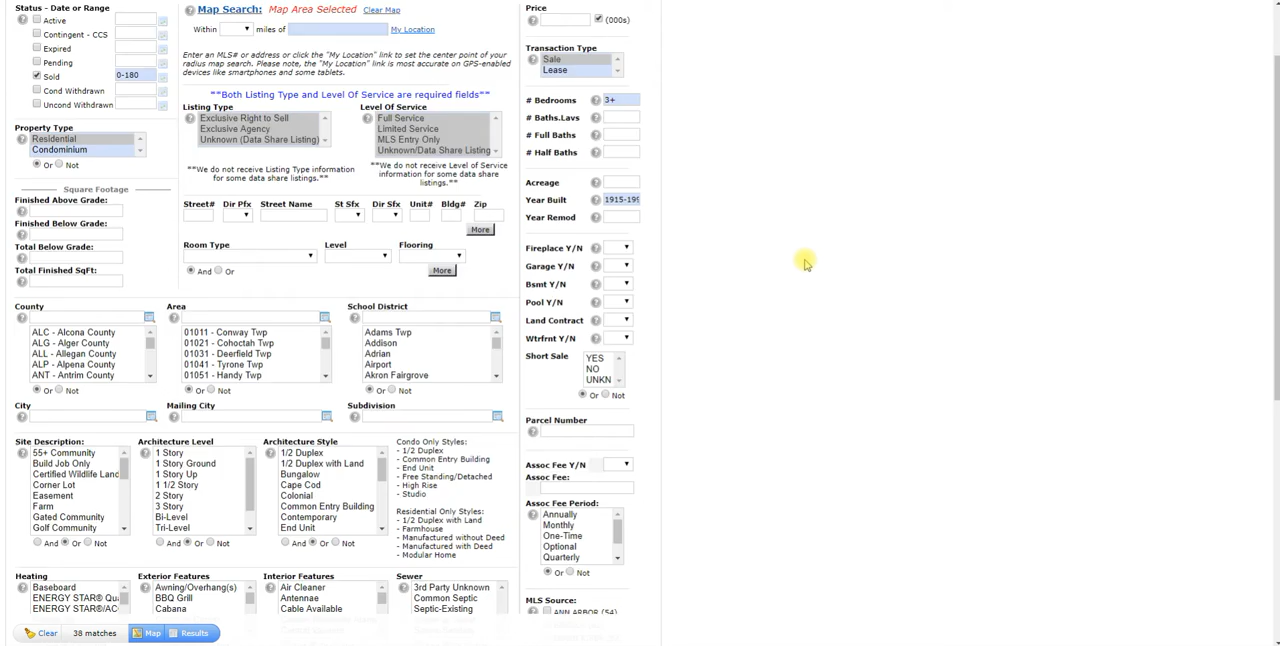 Status - Date or Range
Active
Contingent - CCS
Expired
Pending
Sold 0-180
Cond Withdrawn
Uncond Withdrawn
Property Type
Residential
Condominium
Or Not
Square Footage
Finished Above Grade:
Finished Below Grade:
Total Below Grade:
Total Finished SqFt:
Map Search: Map Area Selected Clear Map
Within miles of My Location
Enter an MLS# or address or click the "My Location" link to set the center point of your
radius map search. Please note, the "My Location" link is most accurate on GPS-enabled
devices like smartphones and some tablets.
**Both Listing Type and Level Of Service are required fields**
Listing Type
Exclusive Right to Sell
Exclusive Agency
Unknown (Data Share Listing)
**We do not receive Listing Type information
for some data share listings.**
Level Of Service
Full Service
Limited Service
MLS Entry Only
Unknown/Data Share Listing
**We do not receive Level of Service
information for some data share
listings.**
Street# Dir Pfx Street Name St Sfx Dir Sfx Unit# Bldg# Zip
More
Room Type Level Flooring
And Or
More
Price
(000s)
Transaction Type
Sale
Lease
# Bedrooms 3+
# Baths.Lavs
# Full Baths
# Half Baths
Acreage
Year Built 1915-199
Year Remod
Fireplace Y/N
Garage Y/N
Bsmt Y/N
Pool Y/N
Land Contract
Wtrfrnt Y/N
Short Sale
YES
NO
UNKN
Or Not
Parcel Number
Assoc Fee Y/N
Assoc Fee:
Assoc Fee Period:
Annually
Monthly
One-Time
Optional
Quarterly
Or Not
MLS Source:
ANN ARBOR (54)
County
ALC - Alcona County
ALG - Alger County
ALL - Allegan County
ALP - Alpena County
ANT - Antrim County
Or Not
Area
01011 - Conway Twp
01021 - Cohoctah Twp
01031 - Deerfield Twp
01041 - Tyrone Twp
01051 - Handy Twp
Or Not
School District
Adams Twp
Addison
Adrian
Airport
Akron Fairgrove
Or Not
City Mailing City Subdivision
Site Description:
55+ Community
Build Job Only
Certified Wildlife Land
Corner Lot
Easement
Farm
Gated Community
Golf Community
And Or Not
Architecture Level
1 Story
1 Story Ground
1 Story Up
1 1/2 Story
2 Story
3 Story
Bi-Level
Tri-Level
And Or Not
Architecture Style
1/2 Duplex
1/2 Duplex with Land
Bungalow
Cape Cod
Colonial
Common Entry Building
Contemporary
End Unit
And Or Not
Condo Only Styles:
- 1/2 Duplex
- Common Entry Building
- End Unit
- Free Standing/Detached
- High Rise
- Studio
Residential Only Styles:
- 1/2 Duplex with Land
- Farmhouse
- Manufactured without Deed
- Manufactured with Deed
- Modular Home
Heating
Baseboard
ENERGY STAR® Qua
ENERGY STAR®/AC
Exterior Features
Awning/Overhang(s)
BBQ Grill
Cabana
Interior Features
Air Cleaner
Antennae
Cable Available
Sewer
3rd Party Unknown
Common Septic
Septic-Existing
Clear 38 matches Map Results